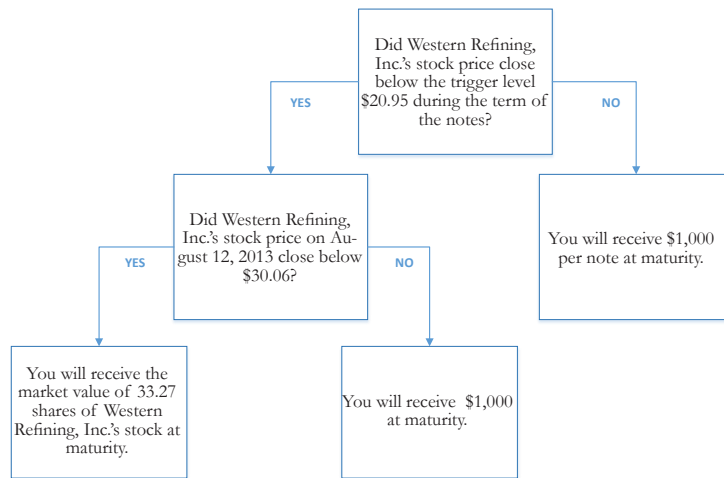 Did Western Refining,
Inc.'s stock price close
below the trigger level
$20.95 during the term of
the notes?
YES
NO
Did Western Refining,
Inc.'s stock price on Au-
gust 12, 2013 close below
$30.06?
You will receive $1,000
per note at maturity.
YES
NO
You will receive the
market value of 33.27
shares of Western
Refining, Inc.'s stock at
maturity.
You will receive $1,000
at maturity.